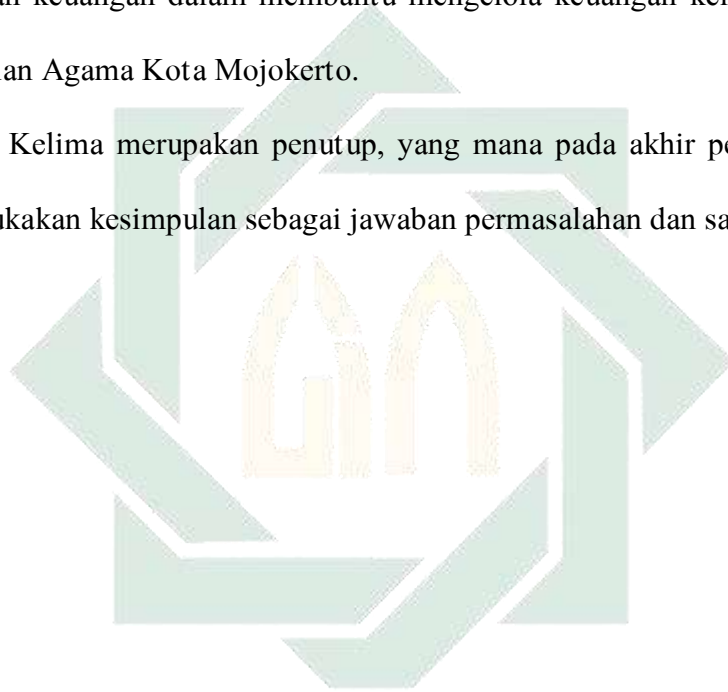 keuangan dalam membantu mengelola keuangan
an Agama Kota Mojokerto.
Kelima merupakan penutup, yang mana pada akhir pe
ukakan kesimpulan sebagai jawaban permasalahan dan sa